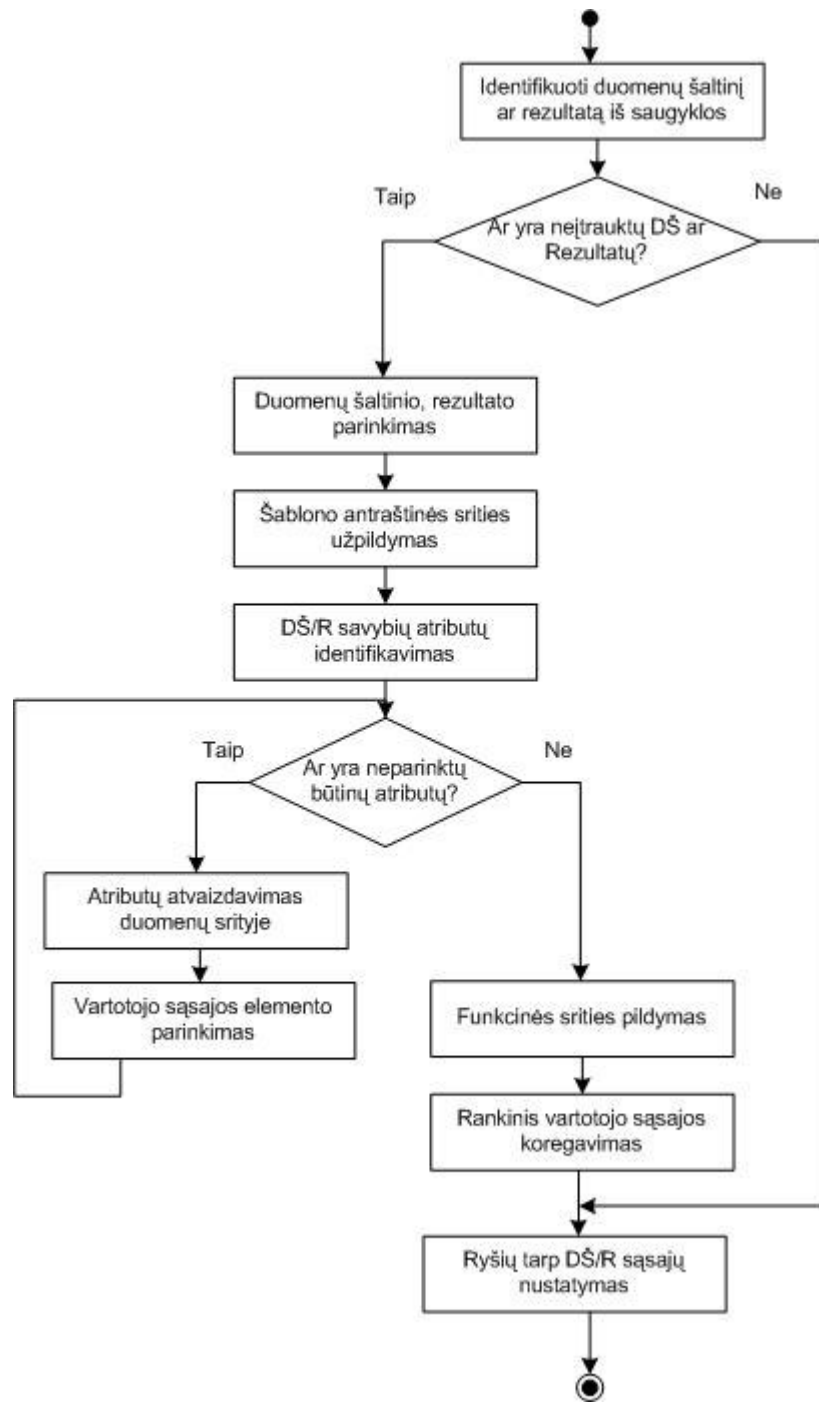 Identifikuoti duomenų šaltinį
ar rezultatą iš saugyklos
Taip
Ne
Ar yra neįtrauktų DŠ ar
Rezultatų?
Duomenų šaltinio, rezultato
parinkimas
Šablono antraštinės srities
užpildymas
DŠ/R savybių atributų
identifikavimas
Taip
Ne
Ar yra neparinktų
būtinų atributų?
Atributų atvaizdavimas
duomenų srityje
Vartotojo sąsajos elemento
parinkimas
Funkcinės srities pildymas
Rankinis vartotojo sąsajos
koregavimas
Ryšių tarp DŠ/R sąsajų
nustatymas